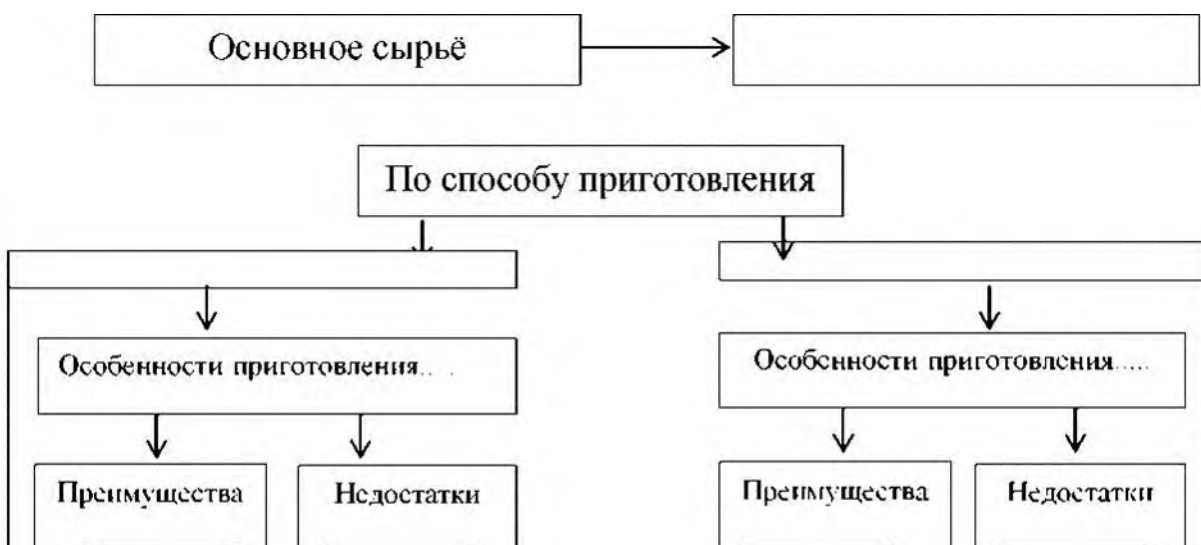 Основное сырьё
По способу приготовления
Особенности приготовления.....
Особенности приготовления.....
Преимущества
Недостатки
Преимущества
Недостатки